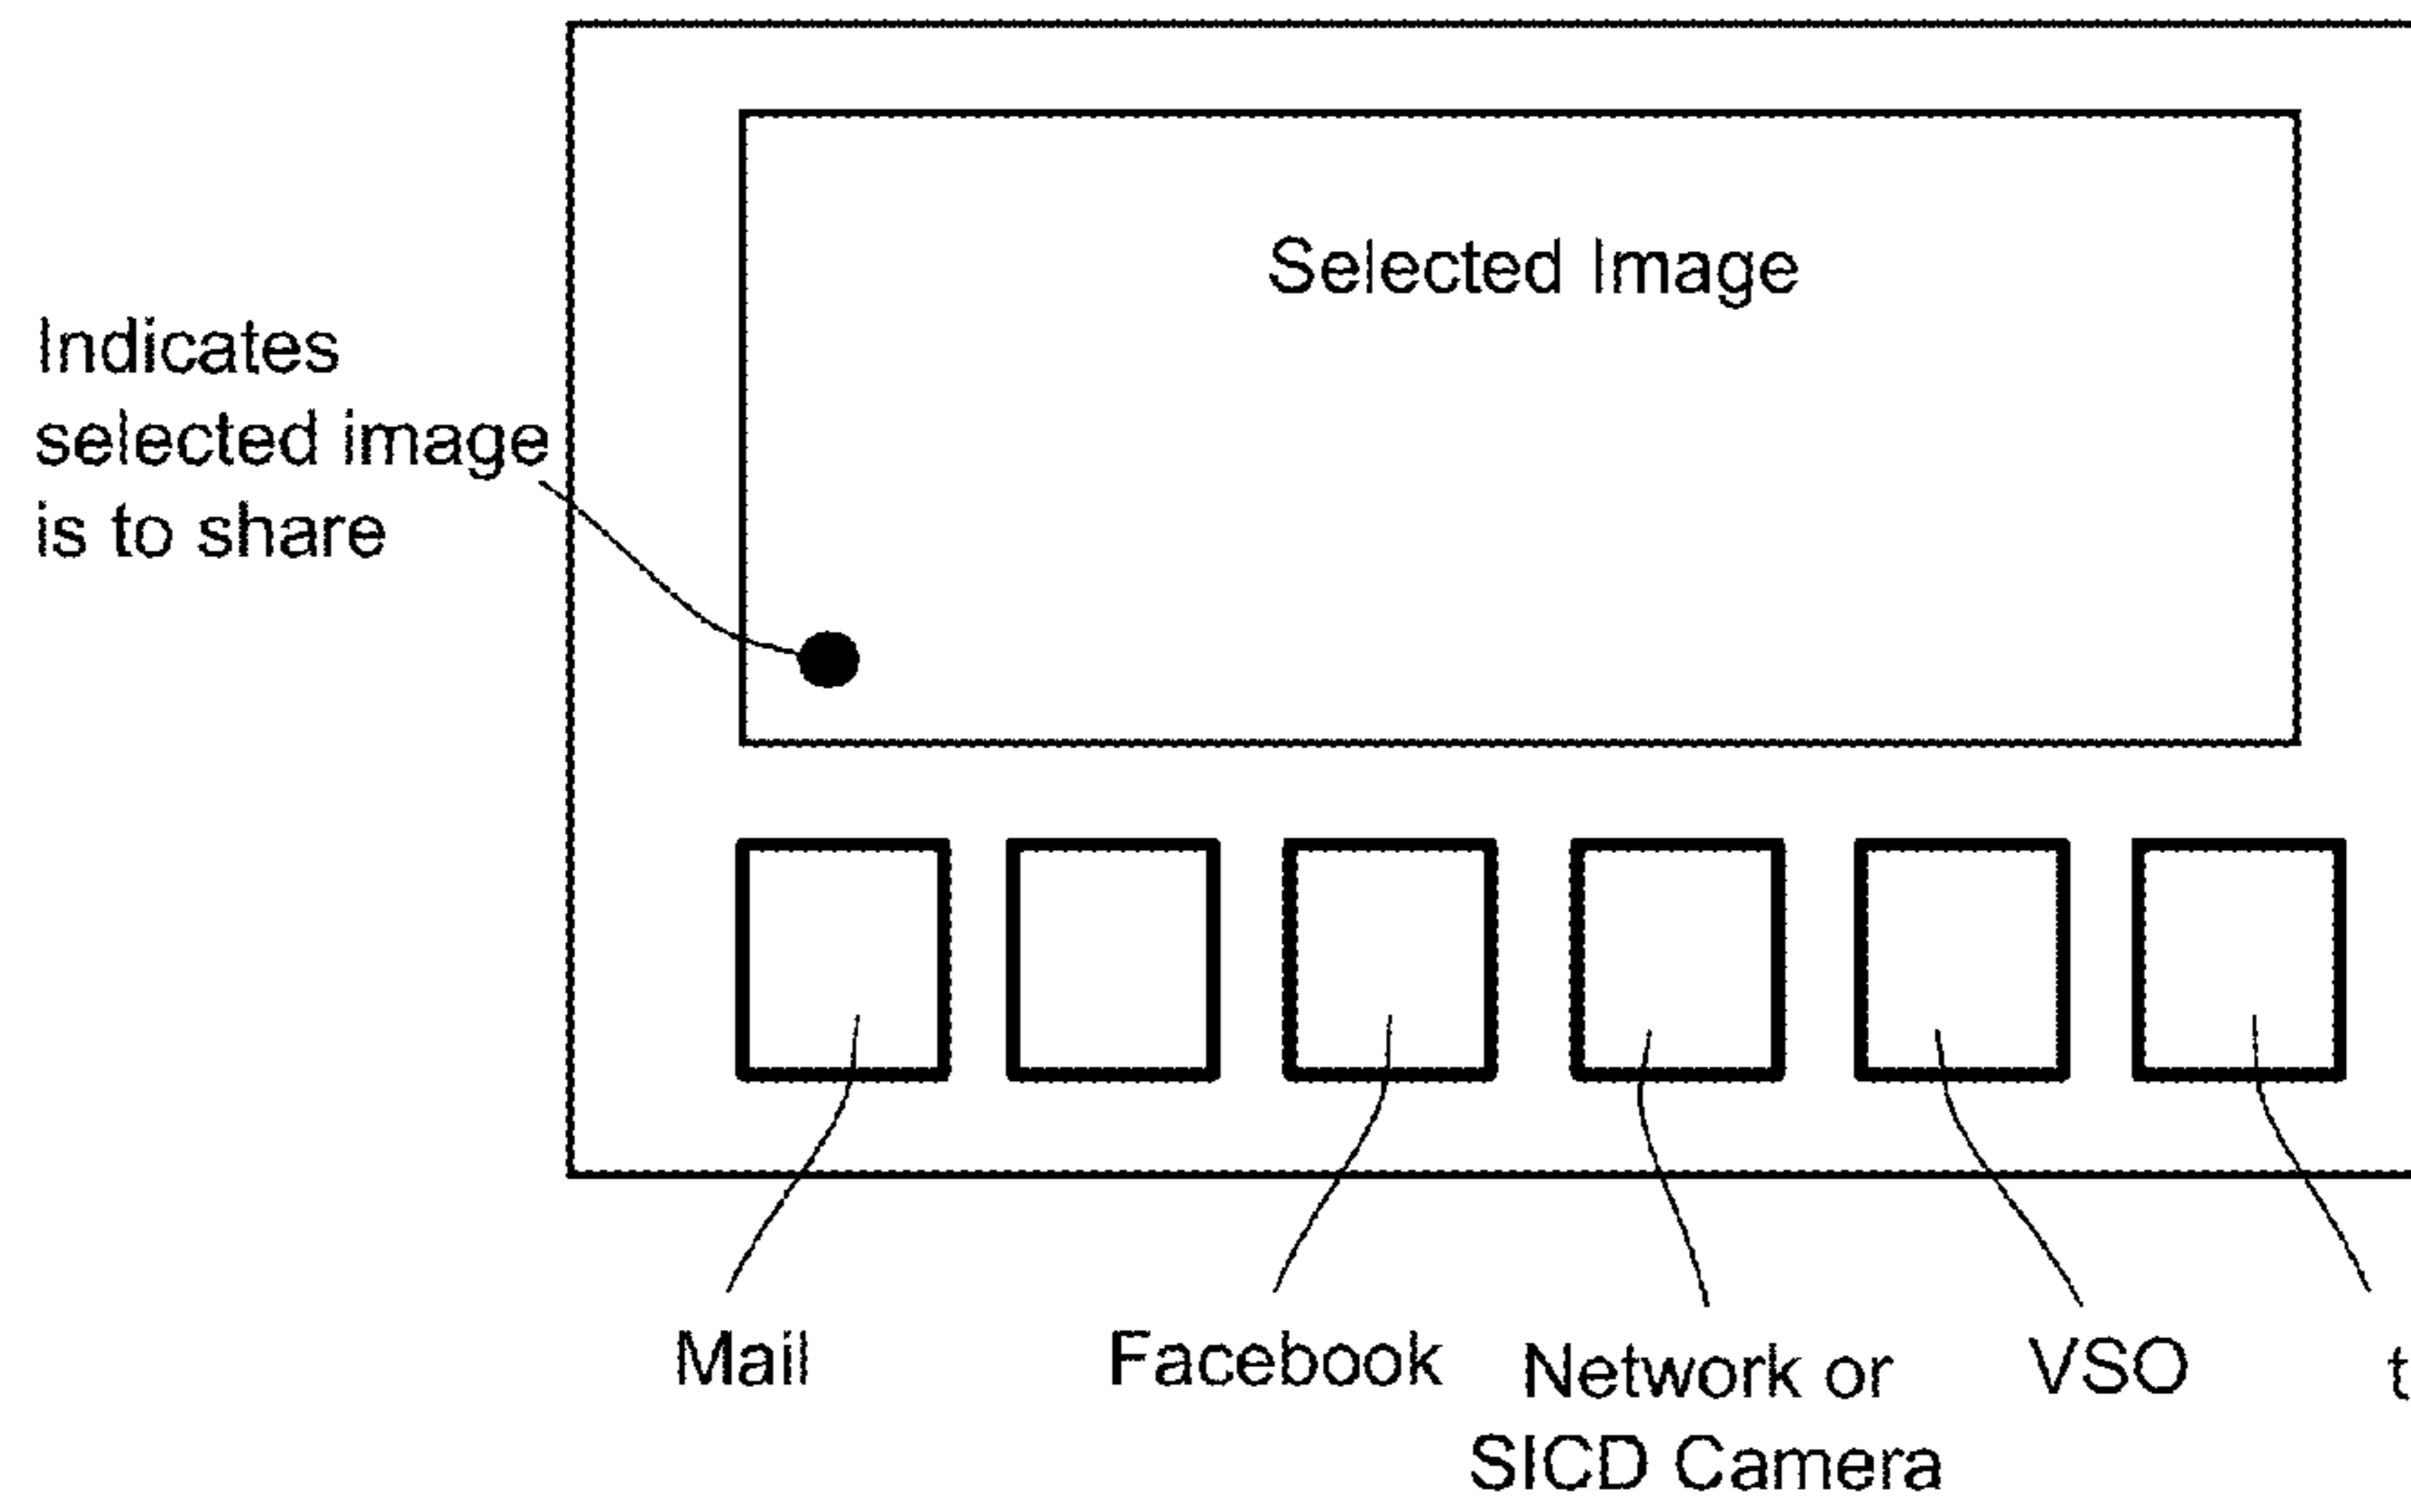 Selected Image
Indicates
selected image
is to share
Mail
Facebook
Network or
SICD Camera
VSO
t